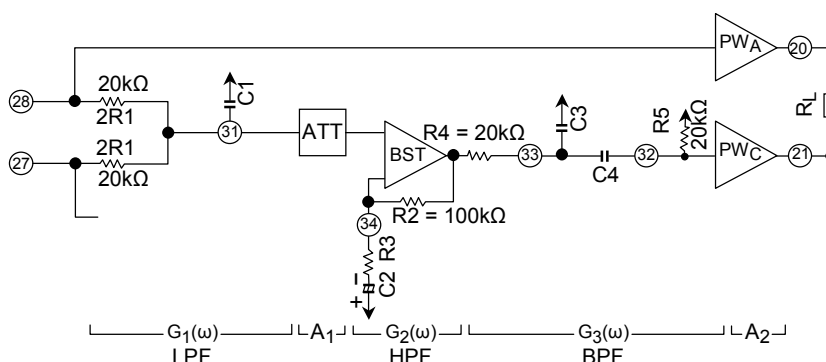 PWA
20
28
20kΩ
2R1
C1
31
27
2R1
20kΩ
ATT
BST
R4 = 20kΩ
33
C3
C4
32
R5
20kΩ
RL
PWC
21
R2 = 100kΩ
34
R3
C2
+ −
G1(ω)
A1
G2(ω)
G3(ω)
A2
LPF
HPF
BPF